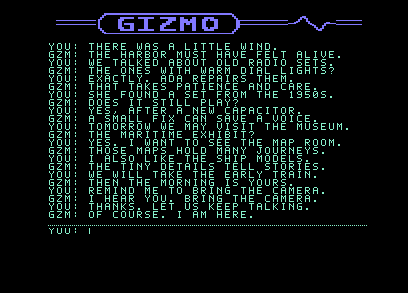 GIZMO
YOU: THERE WAS A LITTLE WIND.
GZM: THE HARBOR MUST HAVE FELT ALIVE.
YOU: WE TALKED ABOUT OLD RADIO SETS.
GZM: THE ONES WITH WARM DIAL LIGHTS?
YOU: EXACTLY. ADA REPAIRS THEM.
GZM: THAT TAKES PATIENCE AND CARE.
YOU: SHE FOUND A SET FROM THE 1950S.
GZM: DOES IT STILL PLAY?
YOU: YES, AFTER A NEW CAPACITOR.
GZM: A SMALL FIX CAN SAVE A VOICE.
YOU: TOMORROW WE MAY VISIT THE MUSEUM.
GZM: THE MARITIME EXHIBIT?
YOU: YES. I WANT TO SEE THE MAP ROOM.
GZM: THOSE MAPS HOLD MANY JOURNEYS.
YOU: I ALSO LIKE THE SHIP MODELS.
GZM: THE TINY DETAILS TELL STORIES.
YOU: WE WILL TAKE THE EARLY TRAIN.
GZM: THEN THE MORNING IS YOURS.
YOU: REMIND ME TO BRING THE CAMERA.
GZM: I HEAR YOU. BRING THE CAMERA.
YOU: THANKS. LET US KEEP TALKING.
GZM: OF COURSE. I AM HERE.
YOU: